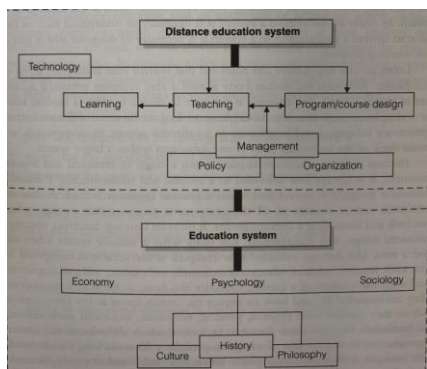 Distance education system
Technology
Learning
Teaching
Program/course design
Management
Policy
Organization
Education system
Economy
Psychology
Sociology
Culture
History
Philosophy